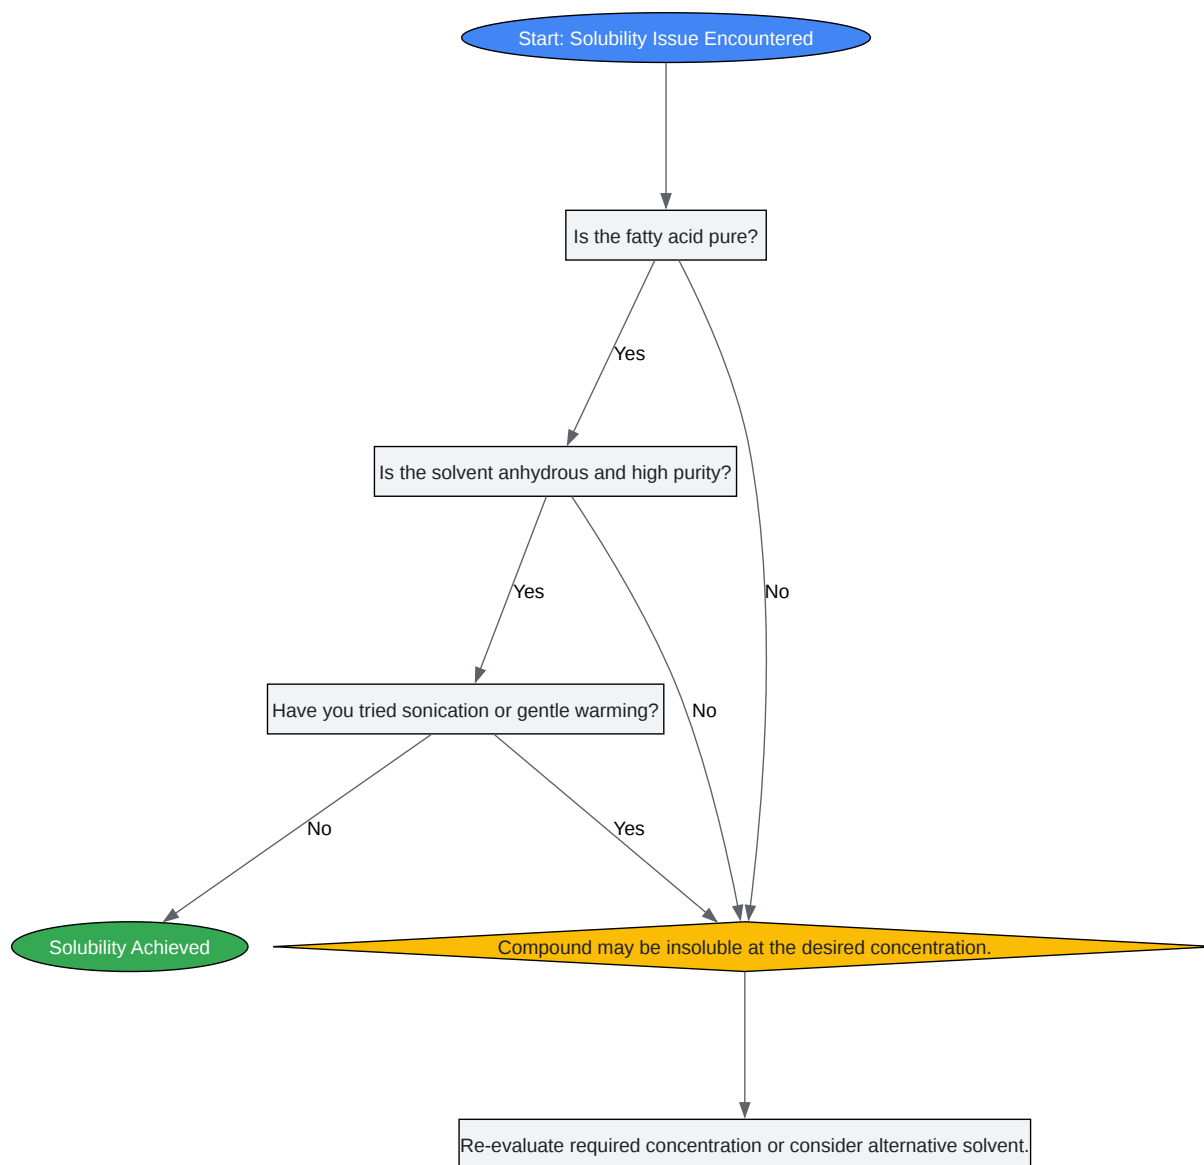 Start: Solubility Issue Encountered
Is the fatty acid pure?
Yes
Is the solvent anhydrous and high purity?
Yes
No
Have you tried sonication or gentle warming?
No
No
Yes
Solubility Achieved
Compound may be insoluble at the desired concentration.
Re-evaluate required concentration or consider alternative solvent.